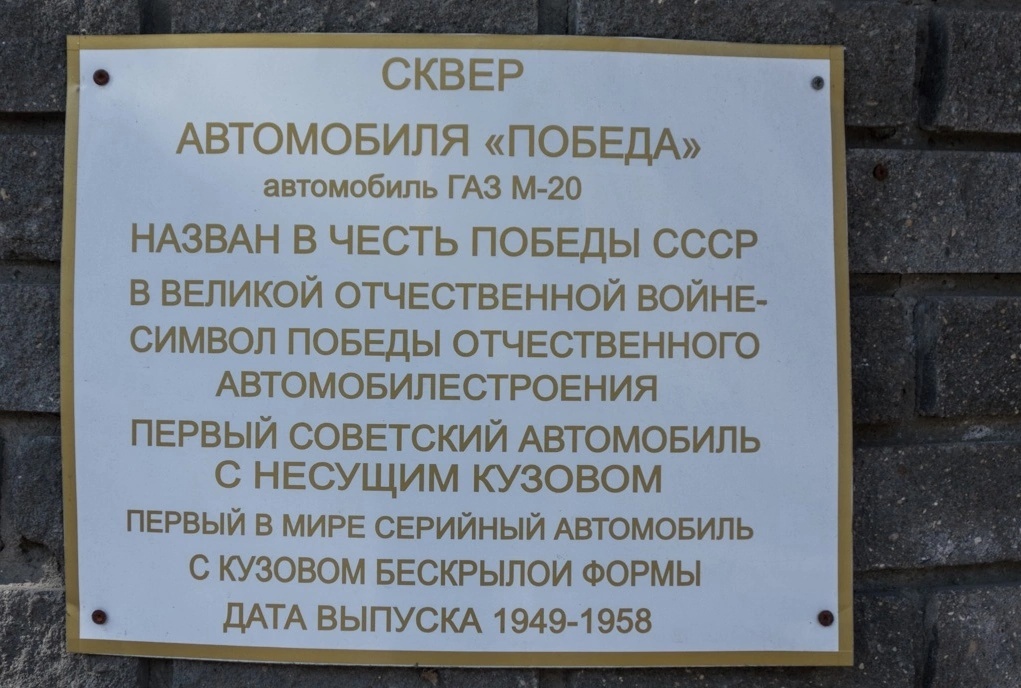 СКВЕР
АВТОМОБИЛЯ «ПОБЕДА»
автомобиль ГАЗ М-20
НАЗВАН В ЧЕСТЬ ПОБЕДЫ СССР
В ВЕЛИКОЙ ОТЧЕСТВЕННОЙ ВОЙНЕ-
СИМВОЛ ПОБЕДЫ ОТЧЕСТВЕННОГО
АВТОМОБИЛЕСТРОЕНИЯ
ПЕРВЫЙ СОВЕТСКИЙ АВТОМОБИЛЬ
С НЕСУЩИМ КУЗОВОМ
ПЕРВЫЙ В МИРЕ СЕРИЙНЫЙ АВТОМОБИЛЬ
С КУЗОВОМ БЕСКРЫЛОИ ФОРМЫ
ДАТА ВЫПУСКА 1949-1958